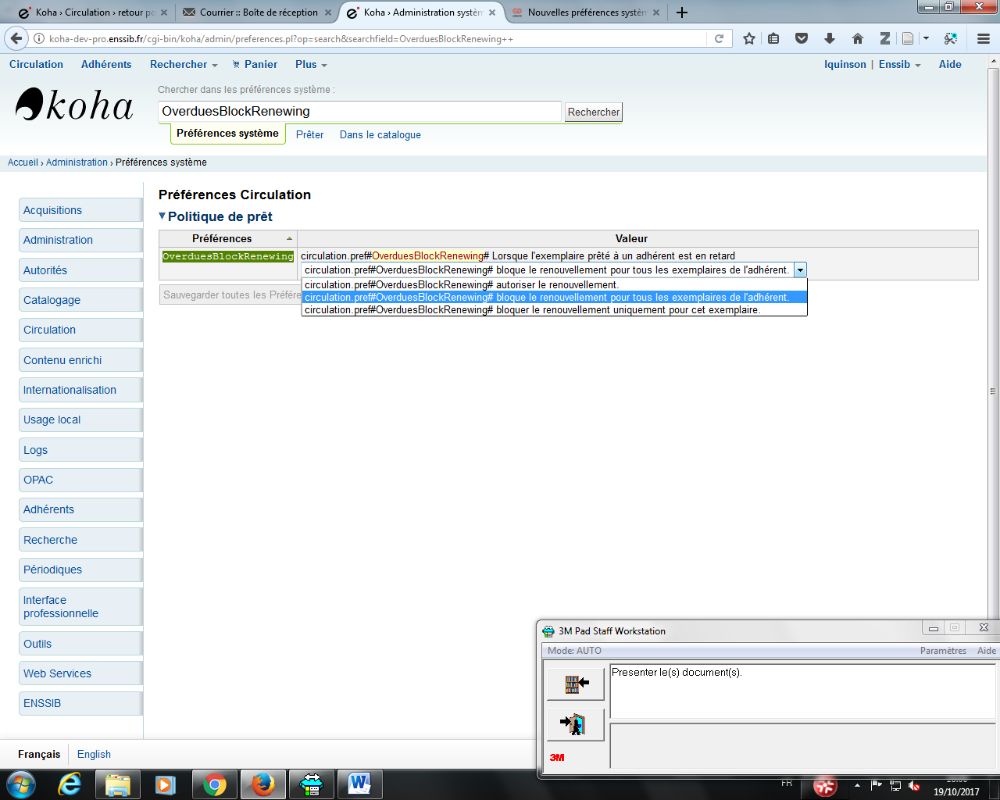 Koha › Circulation › retour po
Courrier :: Boîte de réception
Koha › Administration systèm
Nouvelles préférences systèm
koha-dev-pro.enssib.fr/cgi-bin/koha/admin/preferences.pl?op=search&searchfield=OverduesBlockRenewing++
Circulation Adhérents Rechercher Panier Plus lquinson | Enssib Aide
koha
Chercher dans les préférences système :
OverduesBlockRenewing
Rechercher
Préférences système Prêter Dans le catalogue
Accueil › Administration › Préférences système
Acquisitions
Administration
Autorités
Catalogage
Circulation
Contenu enrichi
Internationalisation
Usage local
Logs
OPAC
Adhérents
Recherche
Périodiques
Interface
professionnelle
Outils
Web Services
ENSSIB
Préférences Circulation
Politique de prêt
Préférences Valeur
OverduesBlockRenewing
circulation.pref#OverduesBlockRenewing# Lorsque l'exemplaire prêté à un adhérent est en retard
circulation.pref#OverduesBlockRenewing# bloque le renouvellement pour tous les exemplaires de l'adhérent.
circulation.pref#OverduesBlockRenewing# autoriser le renouvellement.
circulation.pref#OverduesBlockRenewing# bloque le renouvellement pour tous les exemplaires de l'adhérent.
circulation.pref#OverduesBlockRenewing# bloquer le renouvellement uniquement pour cet exemplaire.
Sauvegarder toutes les Préfére
3M Pad Staff Workstation
Mode: AUTO Paramètres Aide
Presenter le(s) document(s).
3M
Français English
FR
19/10/2017